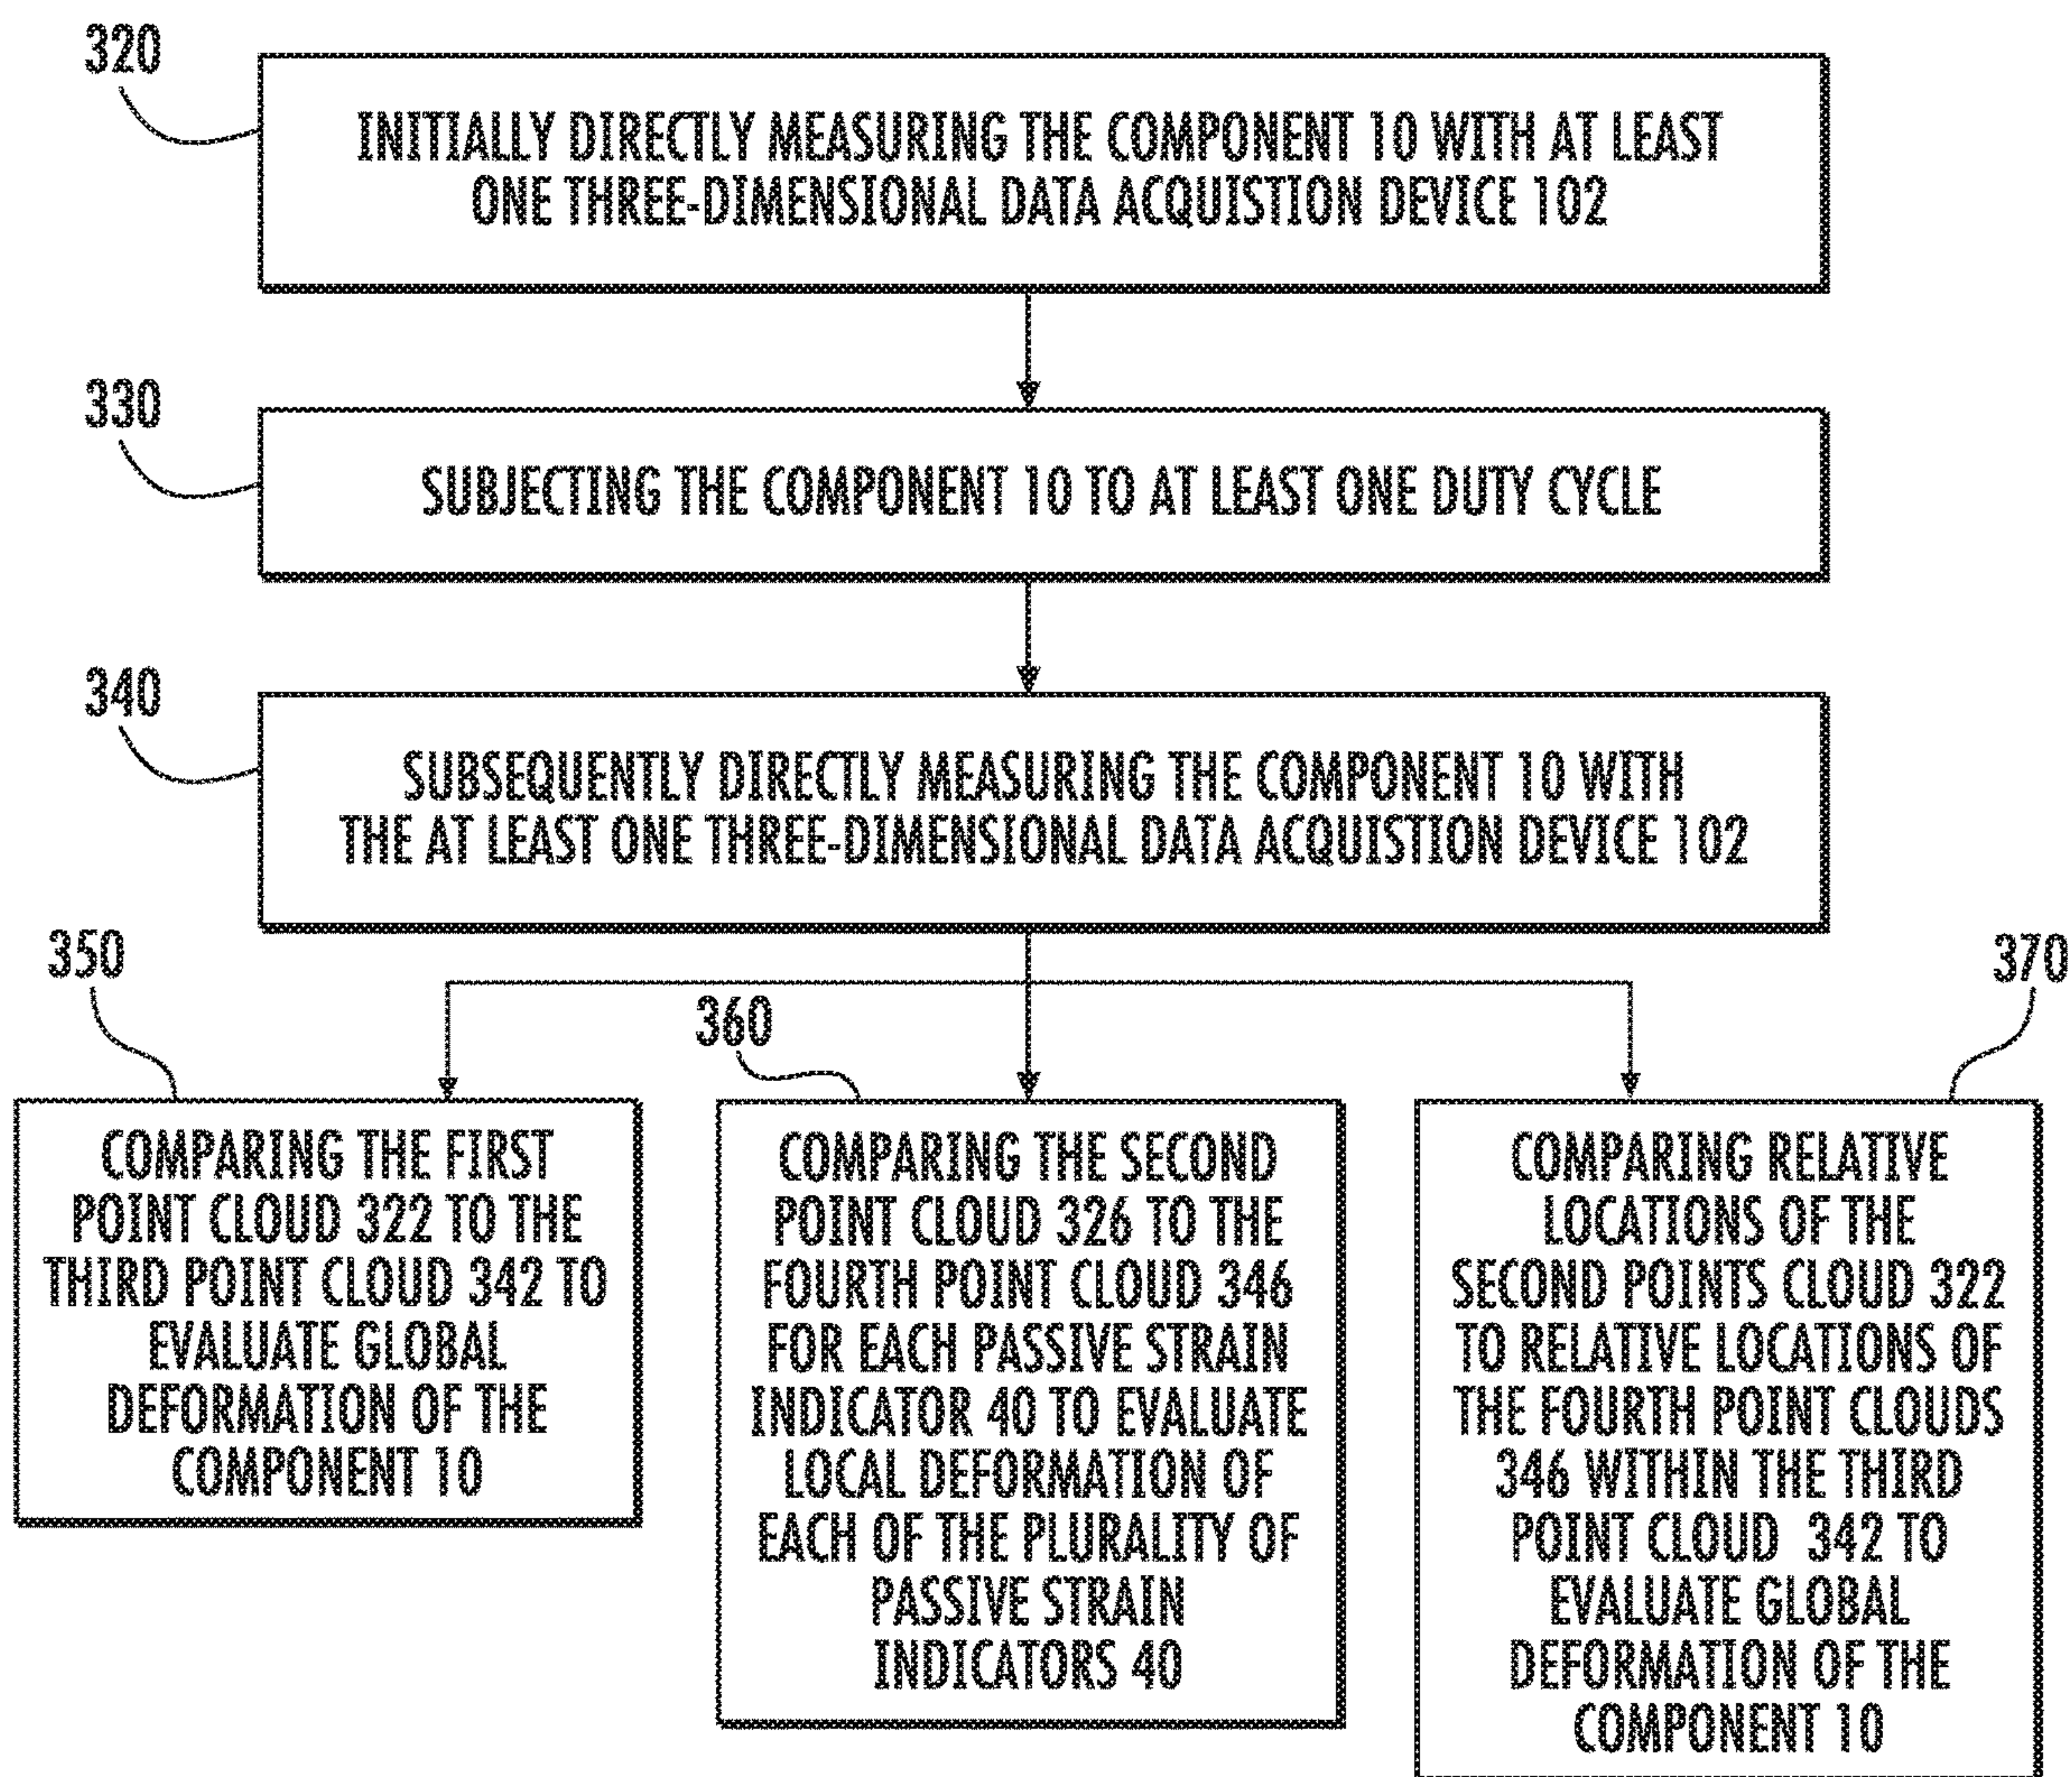 320
INITIALLY DIRECTLY MEASURING THE COMPONENT 10 WITH AT LEAST
ONE THREE-DIMENSIONAL DATA ACQUISTION DEVICE 102
330
SUBJECTING THE COMPONENT 10 TO AT LEAST ONE DUTY CYCLE
340
SUBSEQUENTLY DIRECTLY MEASURING THE COMPONENT 10 WITH
THE AT LEAST ONE THREE-DIMENSIONAL DATA ACQUISTION DEVICE 102
350
COMPARING THE FIRST
POINT CLOUD 322 TO THE
THIRD POINT CLOUD 342 TO
EVALUATE GLOBAL
DEFORMATION OF THE
COMPONENT 10
360
COMPARING THE SECOND
POINT CLOUD 326 TO THE
FOURTH POINT CLOUD 346
FOR EACH PASSIVE STRAIN
INDICATOR 40 TO EVALUATE
LOCAL DEFORMATION OF
EACH OF THE PLURALITY OF
PASSIVE STRAIN
INDICATORS 40
370
COMPARING RELATIVE
LOCATIONS OF THE
SECOND POINTS CLOUD 322
TO RELATIVE LOCATIONS OF
THE FOURTH POINT CLOUDS
346 WITHIN THE THIRD
POINT CLOUD 342 TO
EVALUATE GLOBAL
DEFORMATION OF THE
COMPONENT 10